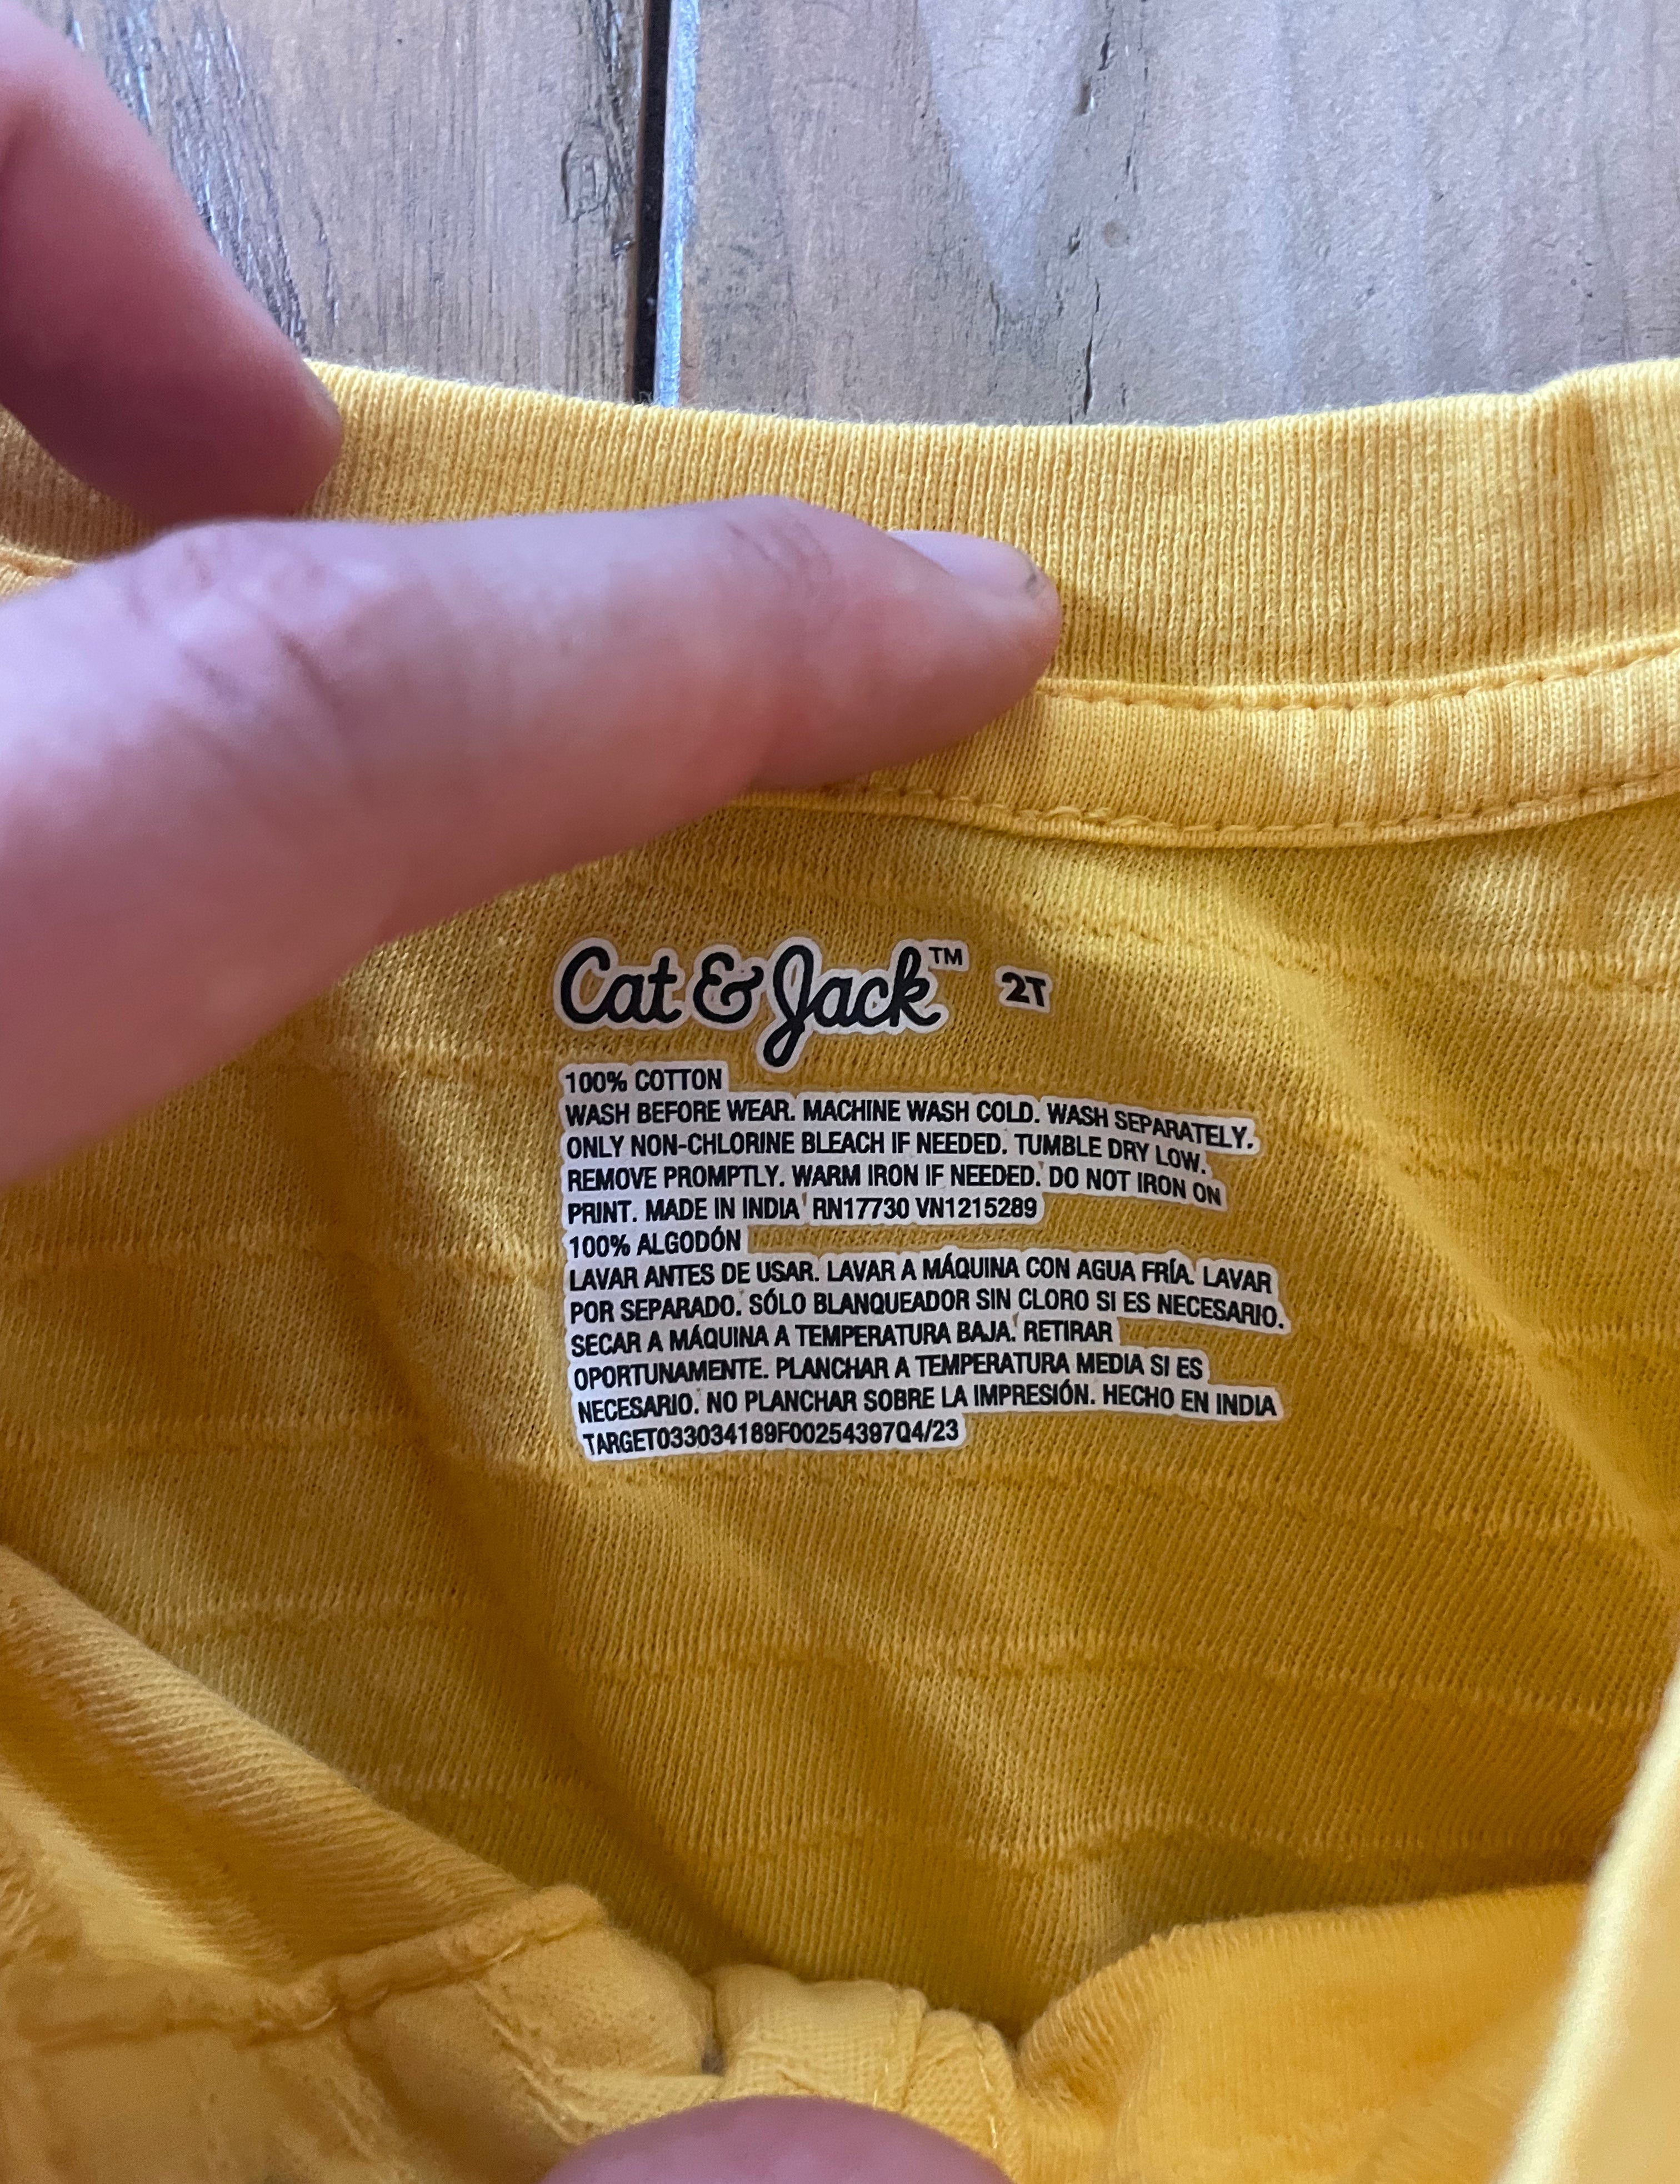 Cat & Jack™ 2T
100% COTTON
WASH BEFORE WEAR. MACHINE WASH COLD. WASH SEPARATELY.
ONLY NON-CHLORINE BLEACH IF NEEDED. TUMBLE DRY LOW.
REMOVE PROMPTLY. WARM IRON IF NEEDED. DO NOT IRON ON
PRINT. MADE IN INDIA RN17730 VN1215289
100% ALGODÓN
LAVAR ANTES DE USAR. LAVAR A MÁQUINA CON AGUA FRÍA. LAVAR
POR SEPARADO. SÓLO BLANQUEADOR SIN CLORO SI ES NECESARIO.
SECAR A MÁQUINA A TEMPERATURA BAJA. RETIRAR
OPORTUNAMENTE. PLANCHAR A TEMPERATURA MEDIA SI ES
NECESARIO. NO PLANCHAR SOBRE LA IMPRESIÓN. HECHO EN INDIA
TARGET033034189F00254397Q4/23